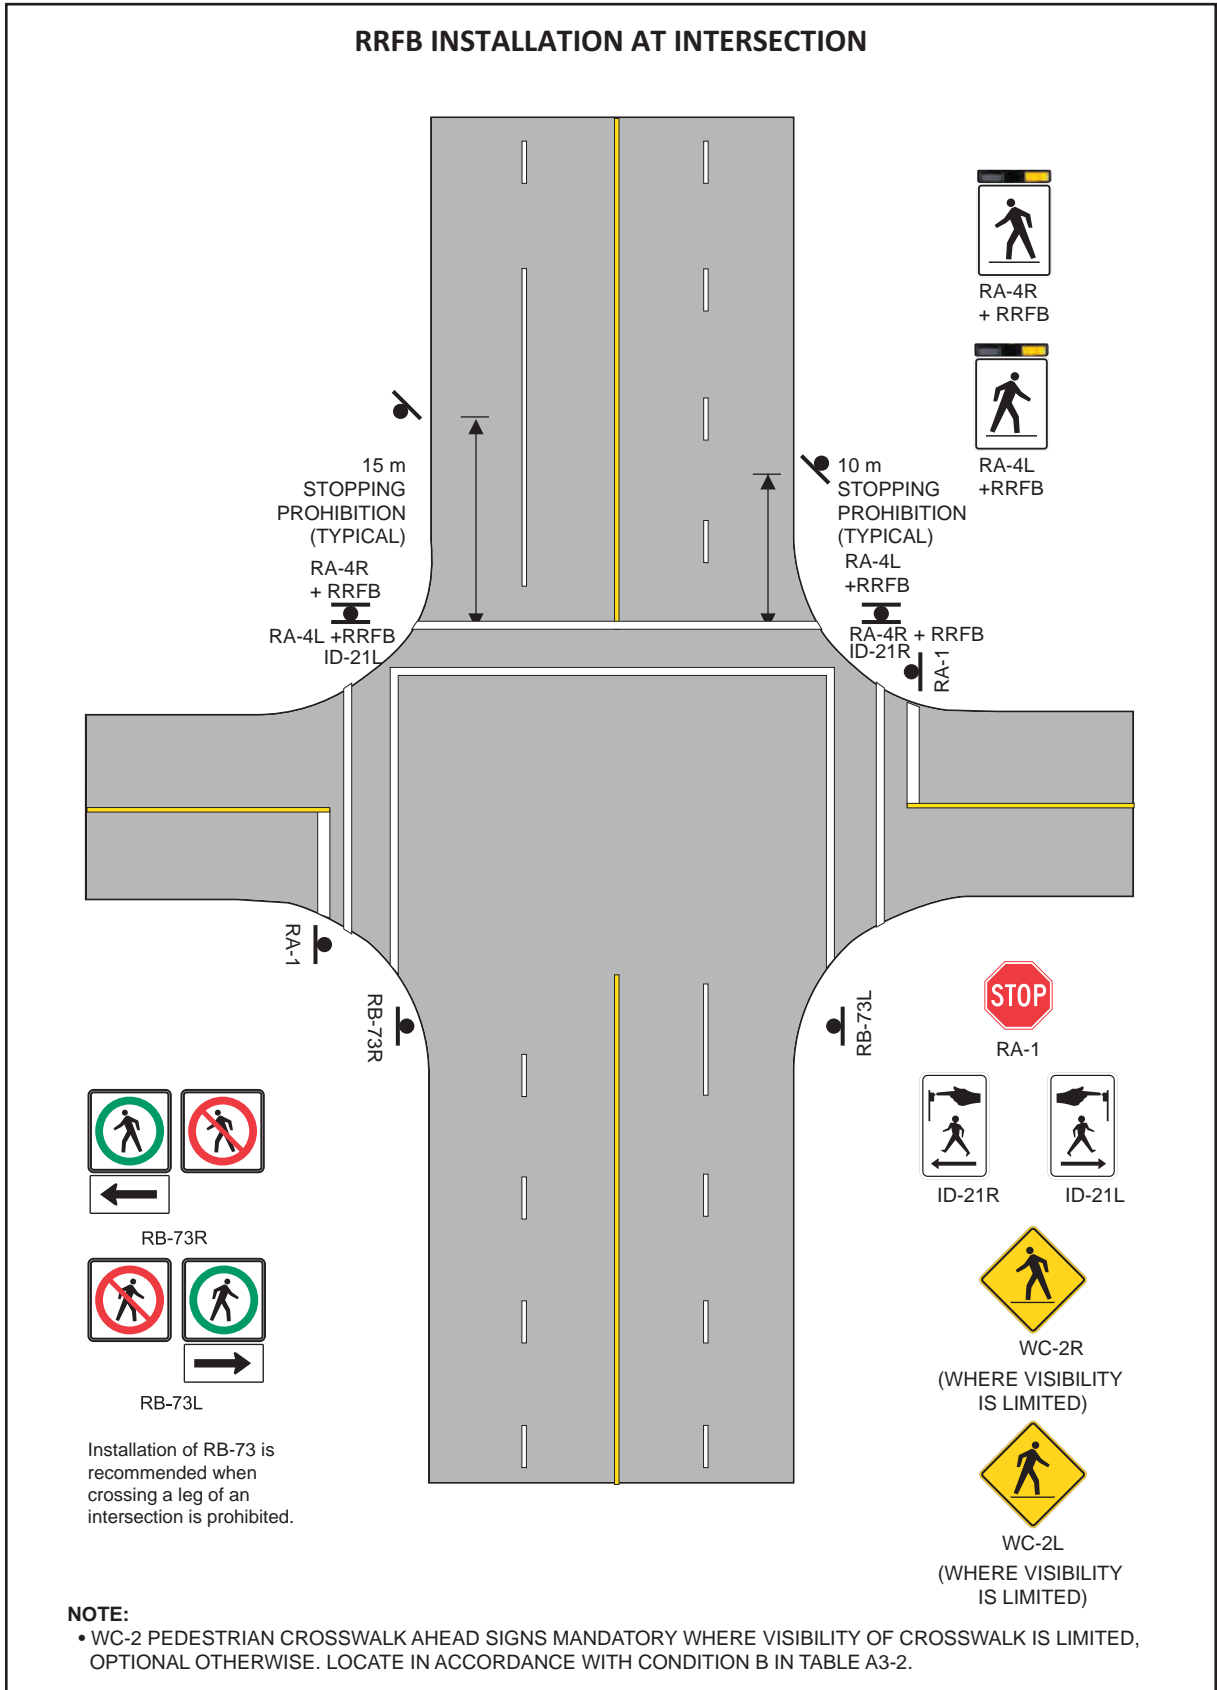 RRFB INSTALLATION AT INTERSECTION
RA-4R
+ RRFB
RA-4L
+RRFB
15 m
STOPPING
PROHIBITION
(TYPICAL)
10 m
STOPPING
PROHIBITION
(TYPICAL)
RA-4R
+ RRFB
RA-4L +RRFB
ID-21L
RA-4L
+RRFB
RA-4R + RRFB
ID-21R
RA-1
RA-1
RB-73R
RB-73L
STOP
RA-1
ID-21R
ID-21L
RB-73R
RB-73L
WC-2R
(WHERE VISIBILITY
IS LIMITED)
WC-2L
(WHERE VISIBILITY
IS LIMITED)
Installation of RB-73 is
recommended when
crossing a leg of an
intersection is prohibited.
NOTE:
• WC-2 PEDESTRIAN CROSSWALK AHEAD SIGNS MANDATORY WHERE VISIBILITY OF CROSSWALK IS LIMITED,
OPTIONAL OTHERWISE. LOCATE IN ACCORDANCE WITH CONDITION B IN TABLE A3-2.